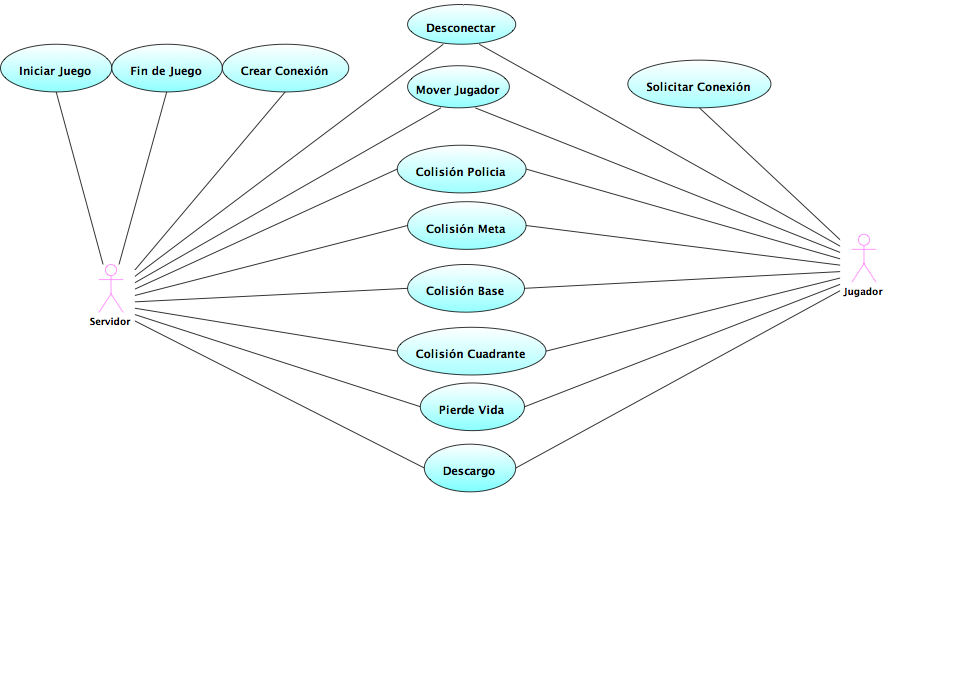 Desconectar
Iniciar Juego
Fin de Juego
Crear Conexión
Mover Jugador
Solicitar Conexión
Colisión Policia
Colisión Meta
Colisión Base
Jugador
Servidor
Colisión Cuadrante
Pierde Vida
Descargo